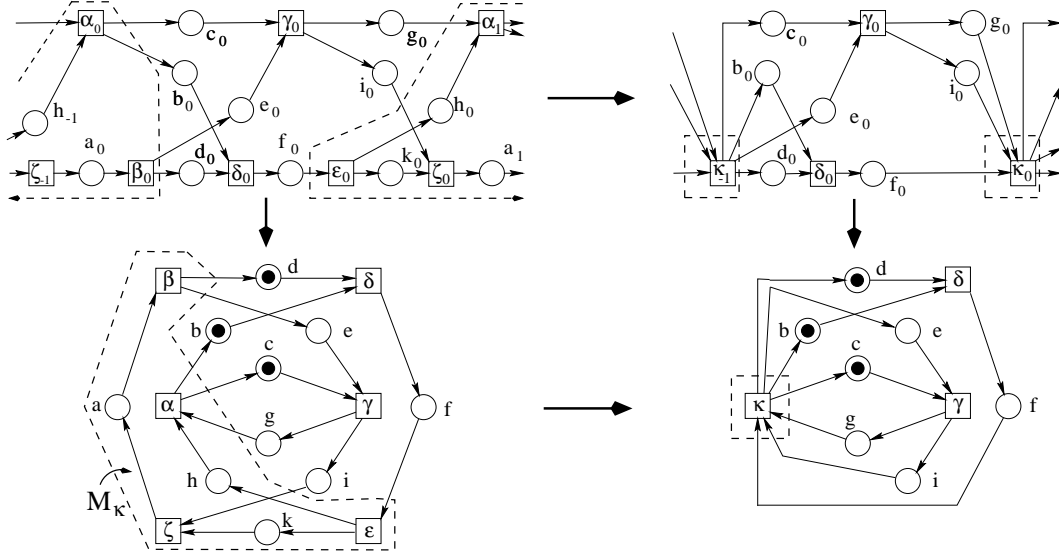 α₀ c₀ γ₀ g₀ α₁
h₋₁ b₀ e₀ i₀ h₀
a₀ d₀ f₀ k₀ a₁
ζ₋₁ β₀ δ₀ ε₀ ζ₀
c₀ γ₀ g₀
b₀ e₀ i₀
κ₋₁ d₀ δ₀ f₀ κ₀
β d δ
b e
c
a α γ f
g
h i
Mκ
ζ k ε
d δ
b e
c
κ γ f
g
i